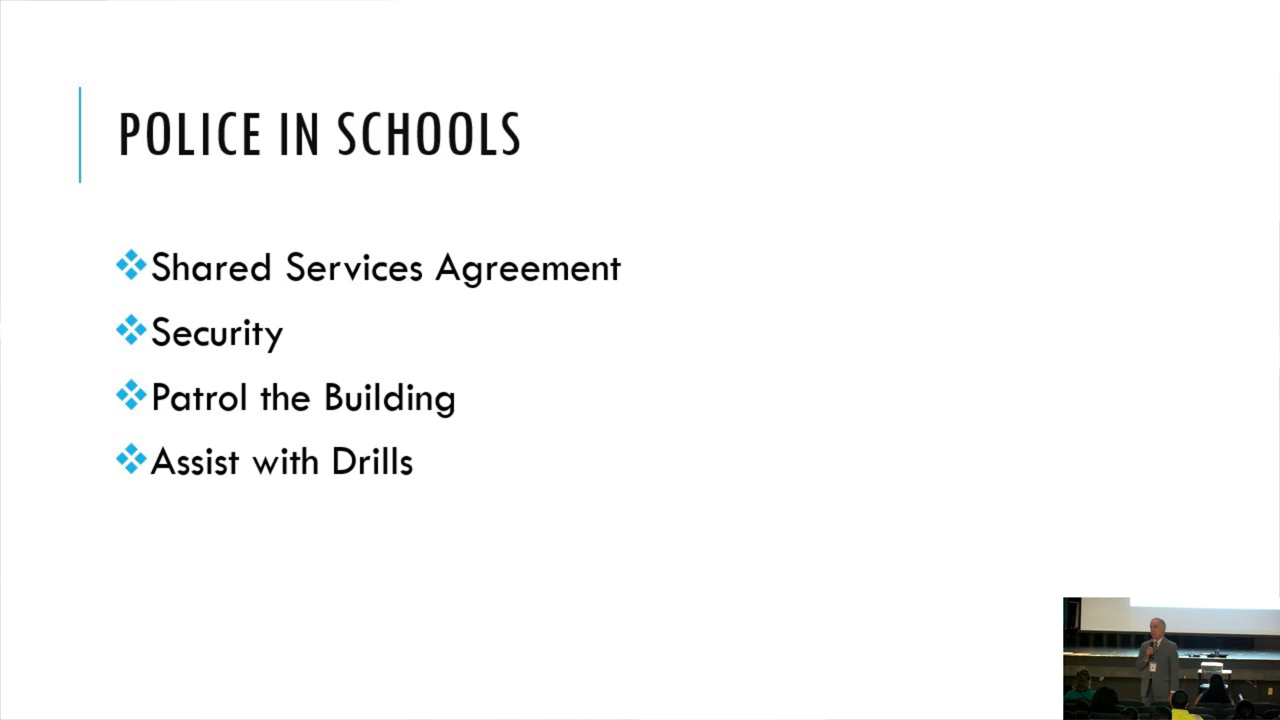 POLICE IN SCHOOLS
Shared Services Agreement
Security
Patrol the Building
Assist with Drills